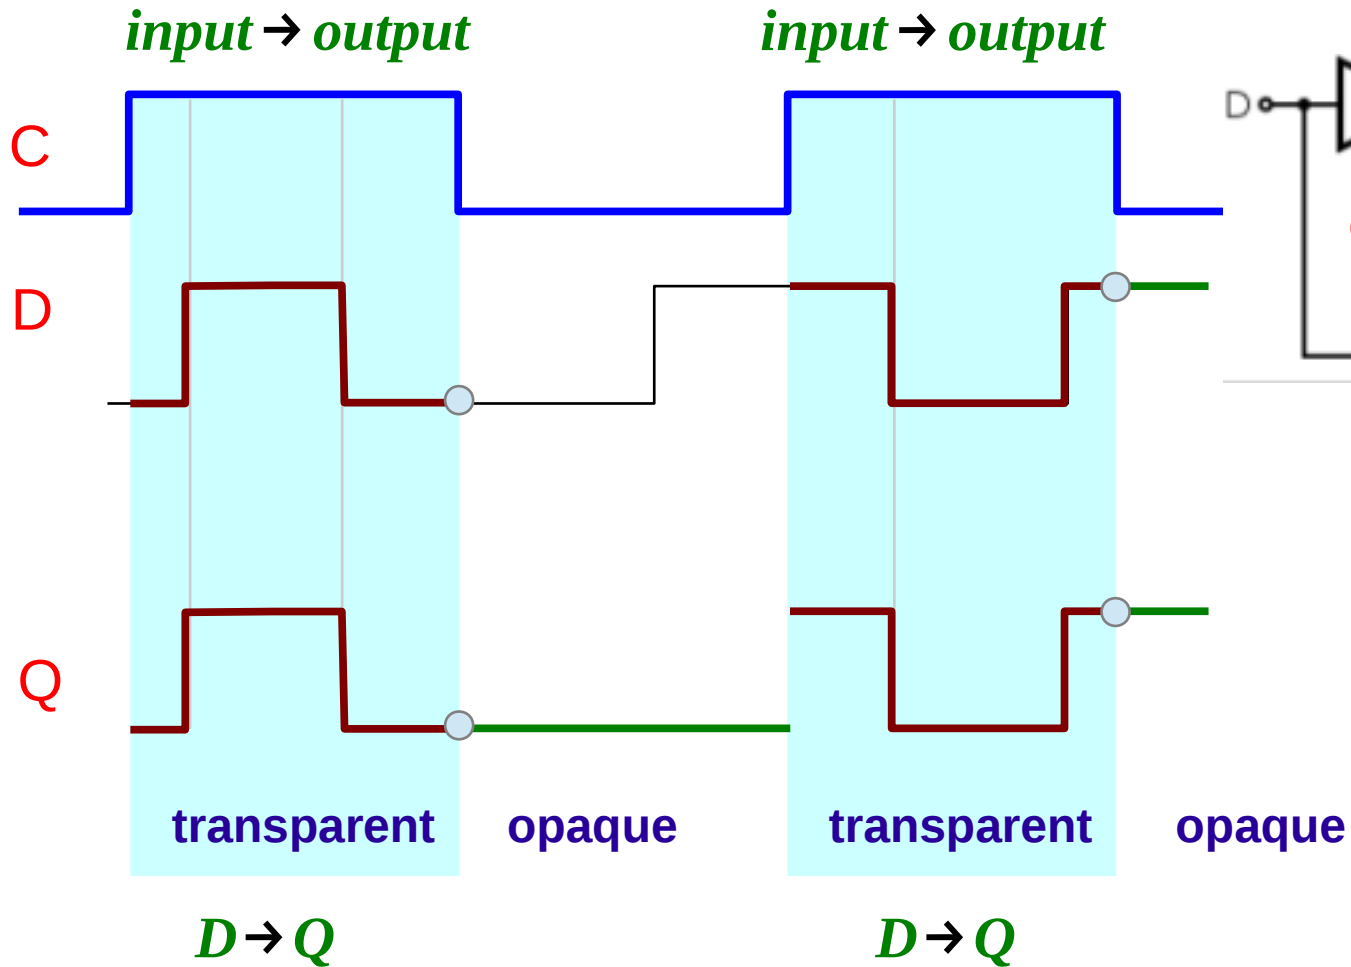 input → output input → output
C
D
D
Q
transparent opaque transparent opaque
D → Q D → Q